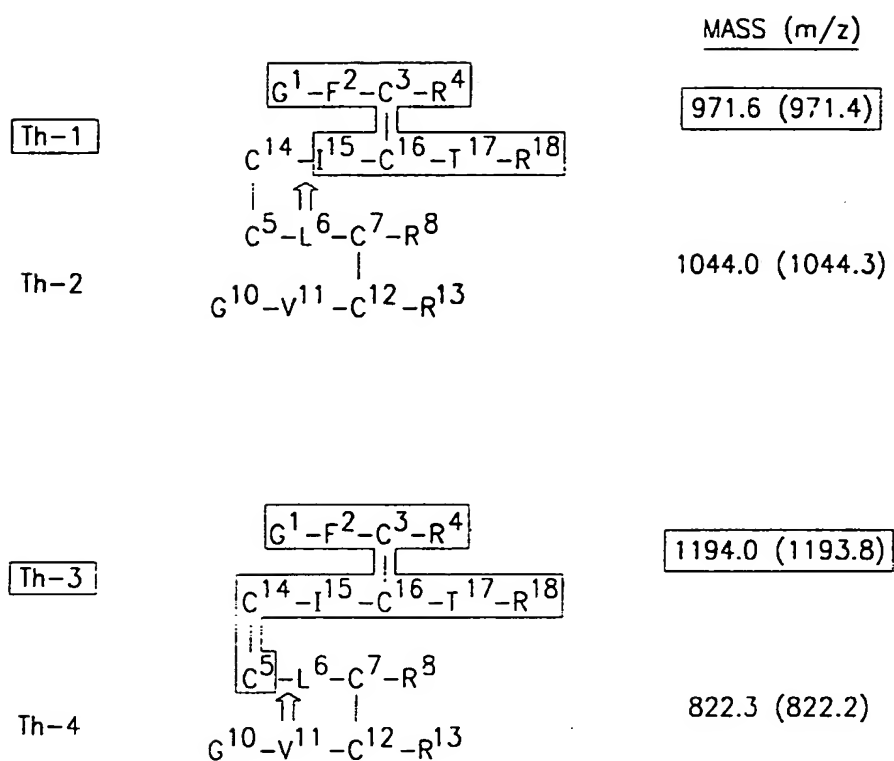 MASS (m/z)
G¹–F²–C³–R⁴
971.6 (971.4)
Th-1
C¹⁴–I¹⁵–C¹⁶–T¹⁷–R¹⁸
C⁵–L⁶–C⁷–R⁸
1044.0 (1044.3)
Th-2
G¹⁰–V¹¹–C¹²–R¹³
G¹–F²–C³–R⁴
1194.0 (1193.8)
Th-3
C¹⁴–I¹⁵–C¹⁶–T¹⁷–R¹⁸
C⁵–L⁶–C⁷–R⁸
822.3 (822.2)
Th-4
G¹⁰–V¹¹–C¹²–R¹³